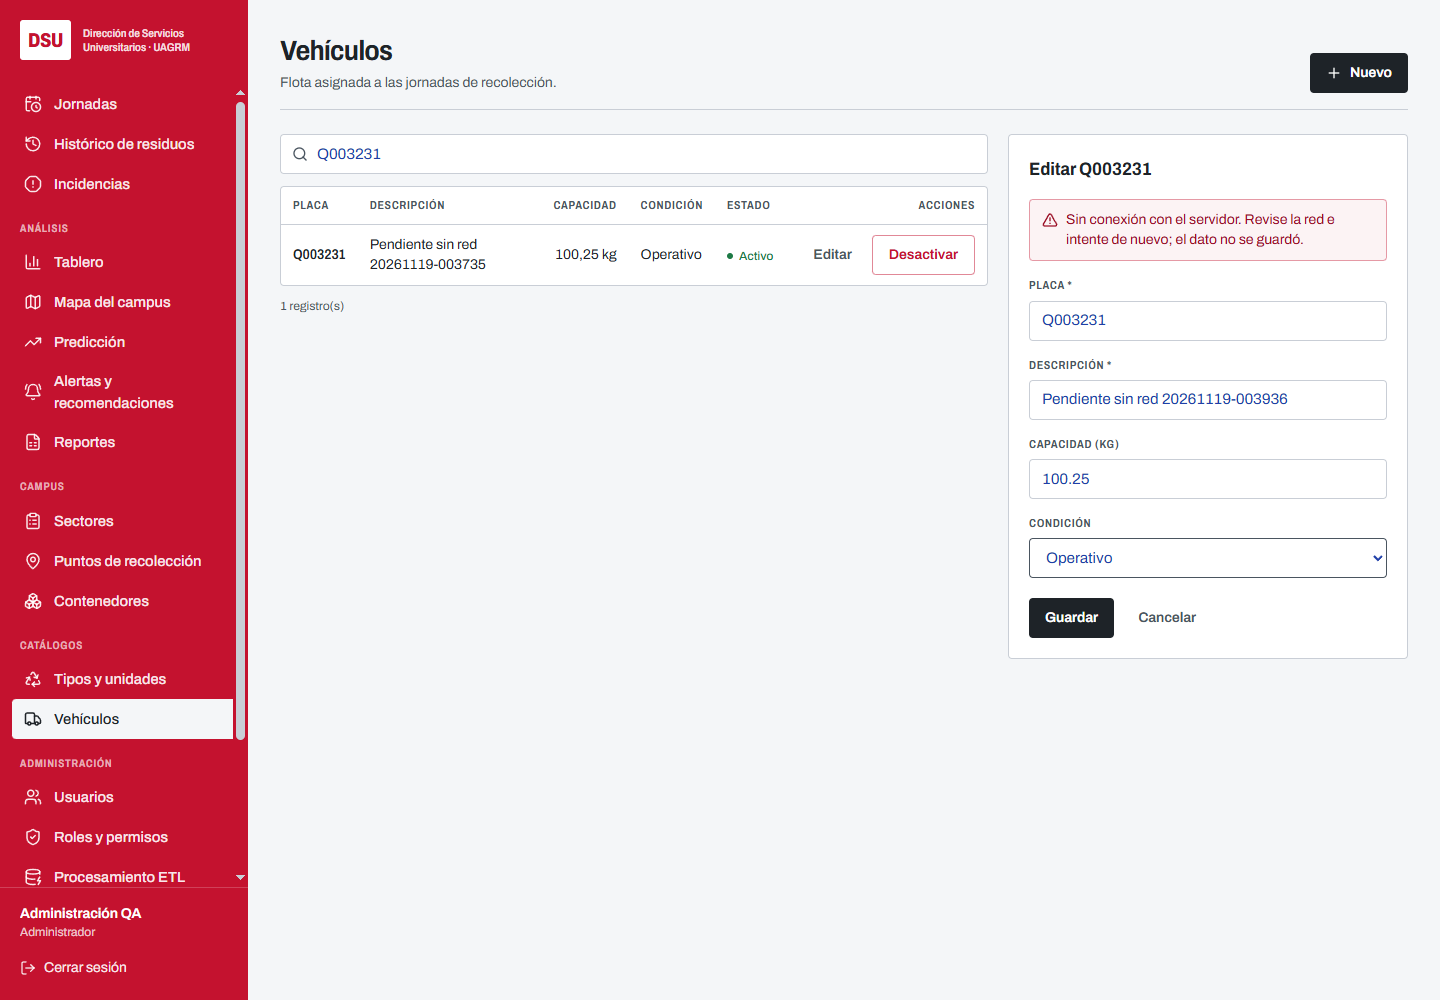 DSU
Dirección de Servicios
Universitarios · UAGRM
Jornadas
Histórico de residuos
Incidencias
ANÁLISIS
Tablero
Mapa del campus
Predicción
Alertas y
recomendaciones
Reportes
CAMPUS
Sectores
Puntos de recolección
Contenedores
CATÁLOGOS
Tipos y unidades
Vehículos
ADMINISTRACIÓN
Usuarios
Roles y permisos
Procesamiento ETL
Administración QA
Administrador
Cerrar sesión
Vehículos
Flota asignada a las jornadas de recolección.
Nuevo
Q003231
PLACA DESCRIPCIÓN CAPACIDAD CONDICIÓN ESTADO ACCIONES
Q003231 Pendiente sin red 20261119-003735 100,25 kg Operativo Activo Editar Desactivar
1 registro(s)
Editar Q003231
Sin conexión con el servidor. Revise la red e
intente de nuevo; el dato no se guardó.
PLACA *
Q003231
DESCRIPCIÓN *
Pendiente sin red 20261119-003936
CAPACIDAD (KG)
100.25
CONDICIÓN
Operativo
Guardar Cancelar